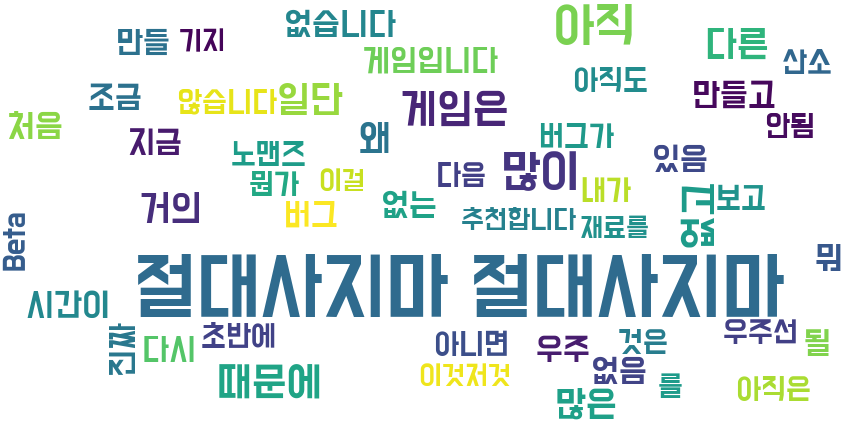 없습니다
아직
만들
기지
다른
게임입니다
산소
아직도
조금
않습니다
일단
게임은
만들고
처음
안됨
지금
왜
버그가
노맨즈
많이
있음
뭔가
이걸
다음
내가
거의
버그
없는
추천합니다
재료를
없고
보고
Beta
절대사지마 절대사지마
뭐
시간이
진짜
다시
초반에
아니면
우주
것은
우주선
될
때문에
이것저것
없음
를
많은
아직은